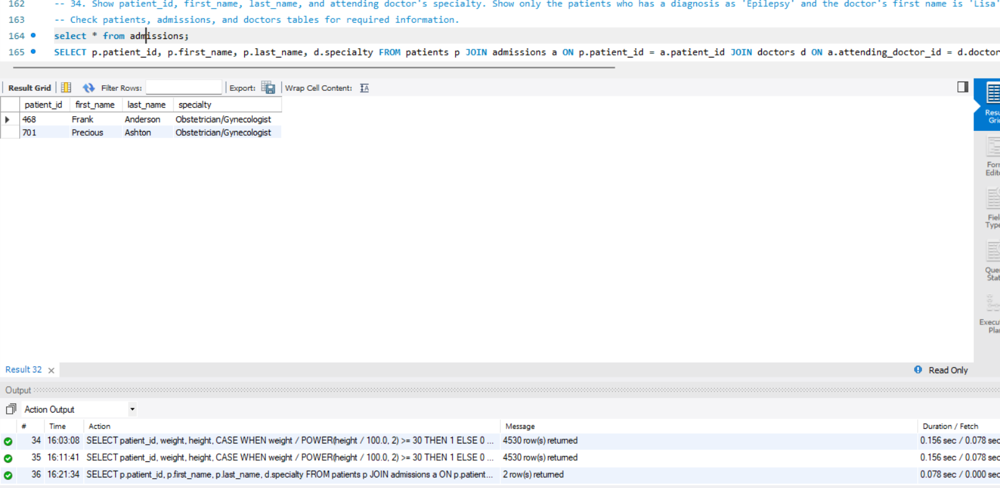 162 -- 34. Show patient_id, first_name, last_name, and attending doctor's specialty. Show only the patients who has a diagnosis as 'Epilepsy' and the doctor's first name is 'Lisa'
163 -- Check patients, admissions, and doctors tables for required information.
164 select * from admissions;
165 SELECT p.patient_id, p.first_name, p.last_name, d.specialty FROM patients p JOIN admissions a ON p.patient_id = a.patient_id JOIN doctors d ON a.attending_doctor_id = d.doctor
Result Grid Filter Rows: Export: Wrap Cell Content:
patient_id first_name last_name specialty
468 Frank Anderson Obstetrician/Gynecologist
701 Precious Ashton Obstetrician/Gynecologist
Resu
Gri
For
Edit
Fiel
Type
Que
Stat
Execu
Pla
Result 32
Read Only
Output
Action Output
# Time Action Message Duration / Fetch
34 16:03:08 SELECT patient_id, weight, height, CASE WHEN weight / POWER(height / 100.0, 2) >= 30 THEN 1 ELSE 0 ... 4530 row(s) returned 0.156 sec / 0.078 sec
35 16:11:41 SELECT patient_id, weight, height, CASE WHEN weight / POWER(height / 100.0, 2) >= 30 THEN 1 ELSE 0 ... 4530 row(s) returned 0.156 sec / 0.078 sec
36 16:21:34 SELECT p.patient_id, p.first_name, p.last_name, d.specialty FROM patients p JOIN admissions a ON p.patient... 2 row(s) returned 0.078 sec / 0.000 sec